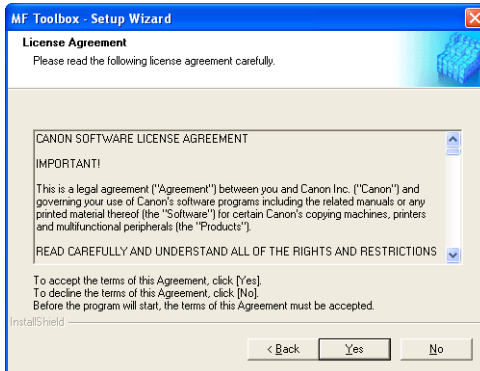 MF Toolbox - Setup Wizard
License Agreement
Please read the following license agreement carefully.
CANON SOFTWARE LICENSE AGREEMENT
IMPORTANT!
This is a legal agreement ("Agreement") between you and Canon Inc. ("Canon") and
governing your use of Canon's software programs including the related manuals or any
printed material thereof (the "Software") for certain Canon's copying machines, printers
and multifunctional peripherals (the "Products").
READ CAREFULLY AND UNDERSTAND ALL OF THE RIGHTS AND RESTRICTIONS
To accept the terms of this Agreement, click [Yes].
To decline the terms of this Agreement, click [No].
Before the program will start, the terms of this Agreement must be accepted.
InstallShield
< Back
Yes
No